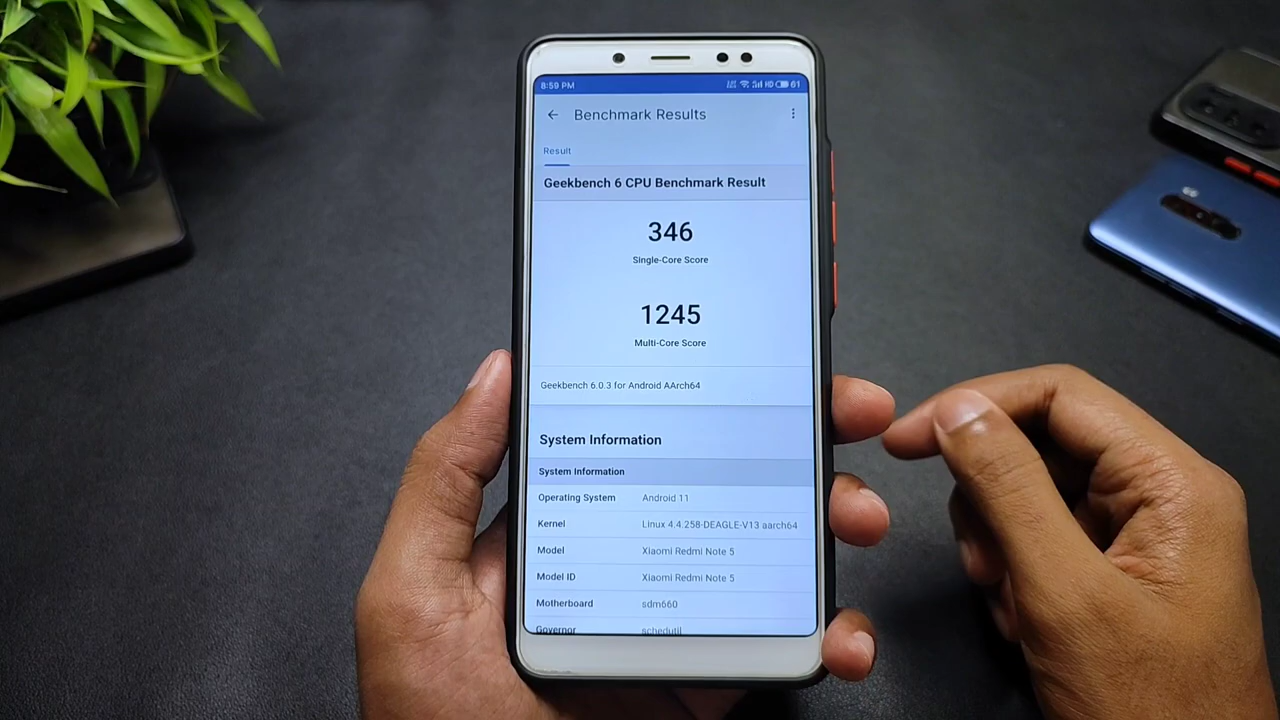 8:59 PM HD 61
Benchmark Results
Result
Geekbench 6 CPU Benchmark Result
346
Single-Core Score
1245
Multi-Core Score
Geekbench 6.0.3 for Android AArch64
System Information
System Information
Operating System Android 11
Kernel Linux 4.4.258-DEAGLE-V13 aarch64
Model Xiaomi Redmi Note 5
Model ID Xiaomi Redmi Note 5
Motherboard sdm660
Governor schedutil